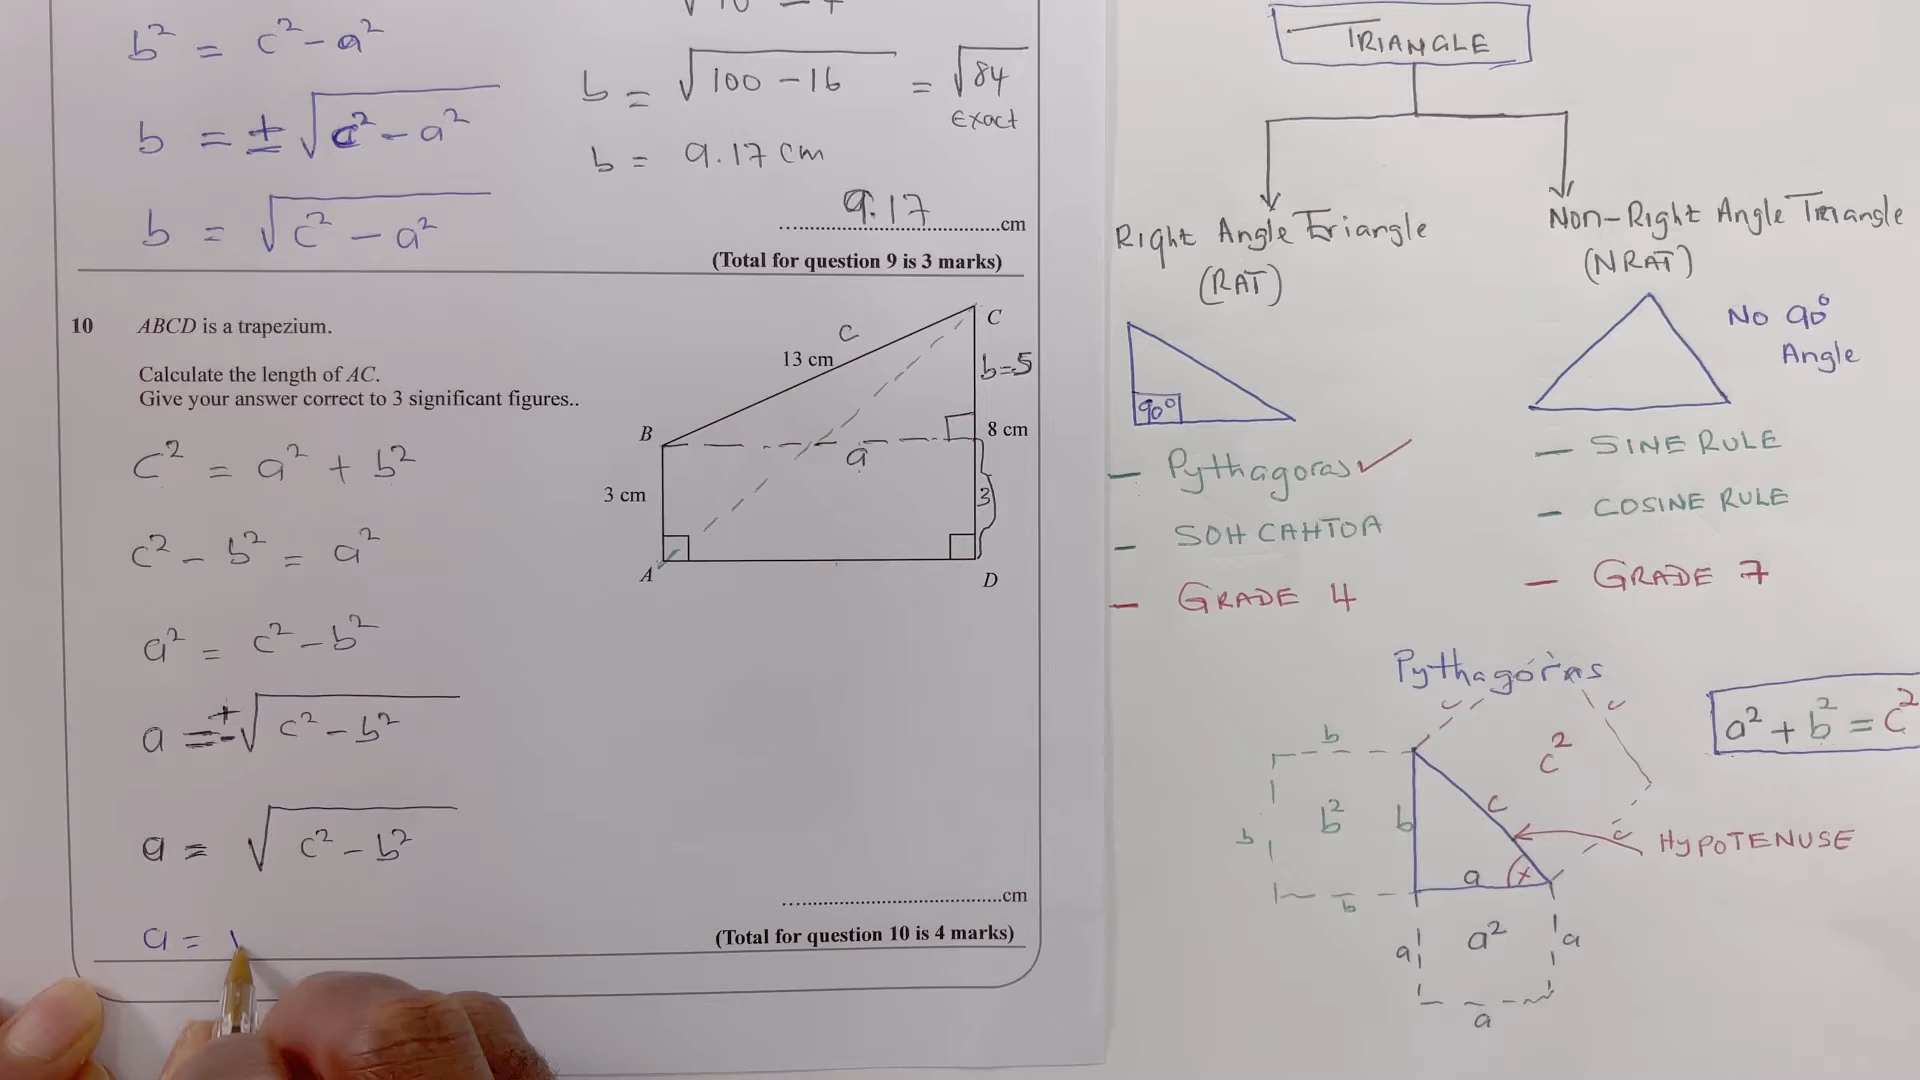 b² = c² - a²
b = ± √c² - a²
b = √c² - a²
b = √100 - 16 = √84
Exact
b = 9.17 cm
9.17 cm
(Total for question 9 is 3 marks)
10 ABCD is a trapezium.
Calculate the length of AC.
Give your answer correct to 3 significant figures..
c² = a² + b²
c² - b² = a²
a² = c² - b²
a = ± √c² - b²
a = √c² - b²
a =
C
c
13 cm
b=5
B
8 cm
a
3 cm
3
A
D
cm
(Total for question 10 is 4 marks)
TRIANGLE
Right Angle Triangle
(RAT)
90°
- Pythagoras ✓
- SOH CAHTOA
- GRADE 4
Non-Right Angle Triangle
(NRAT)
No 90°
Angle
- SINE RULE
- COSINE RULE
- GRADE 7
Pythagoras
a² + b² = c²
c
c
b
c²
b
b²
b
c
c
HYPOTENUSE
a
x
b
a
a²
a
a